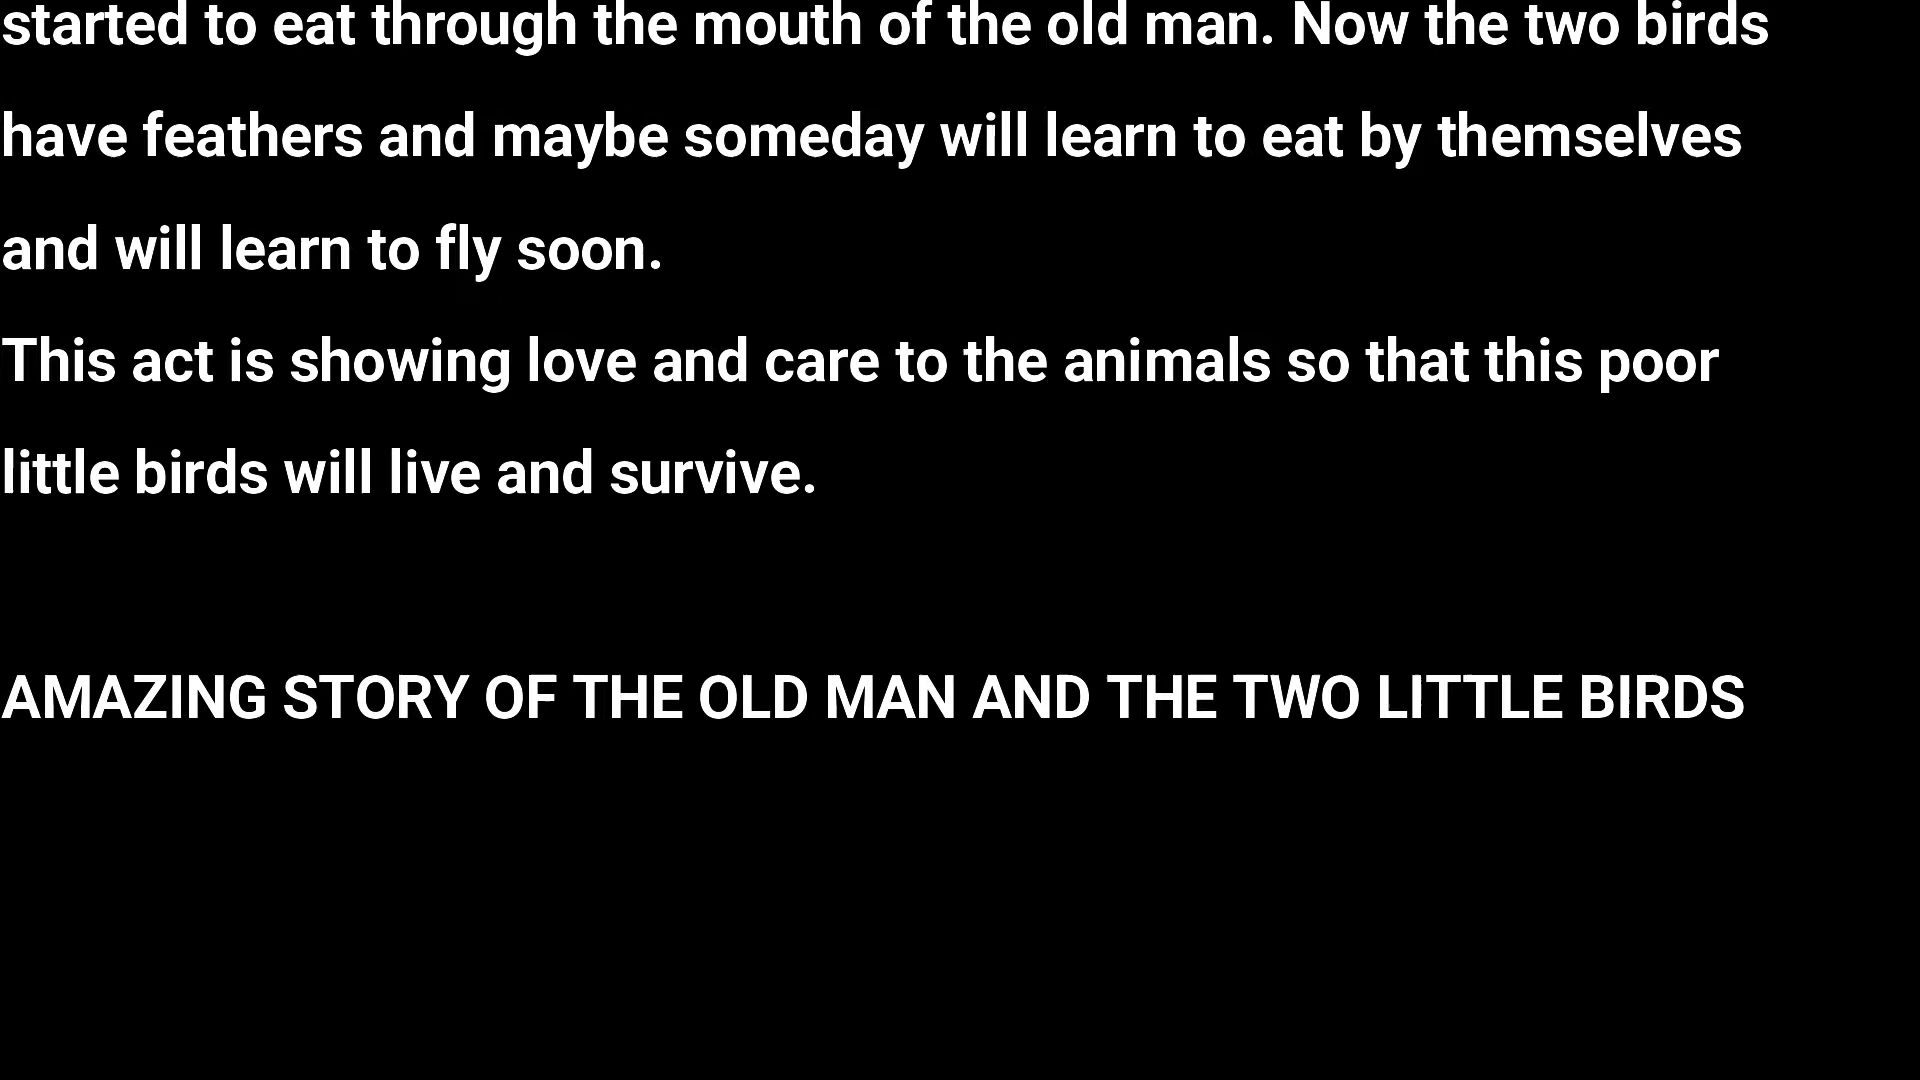 started to eat through the mouth of the old man. Now the two birds
have feathers and maybe someday will learn to eat by themselves
and will learn to fly soon.
This act is showing love and care to the animals so that this poor
little birds will live and survive.
AMAZING STORY OF THE OLD MAN AND THE TWO LITTLE BIRDS